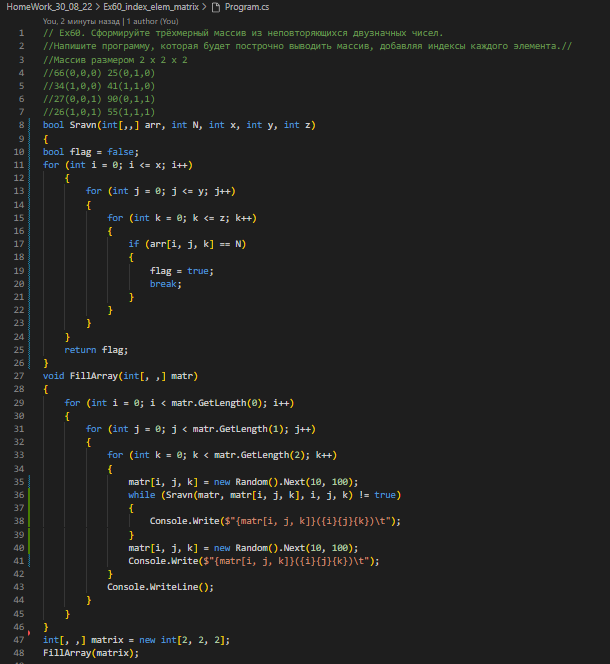 HomeWork_30_08_22 > Ex60_index_elem_matrix > Program.cs
You, 2 минуты назад | 1 author (You)
1 // Ex60. Сформируйте трёхмерный массив из неповторяющихся двузначных чисел.
2 //Напишите программу, которая будет построчно выводить массив, добавляя индексы каждого элемента.//
3 //Массив размером 2 x 2 x 2
4 //66(0,0,0) 25(0,1,0)
5 //34(1,0,0) 41(1,1,0)
6 //27(0,0,1) 90(0,1,1)
7 //26(1,0,1) 55(1,1,1)
8 bool Sravn(int[,,] arr, int N, int x, int y, int z)
9 {
10 bool flag = false;
11 for (int i = 0; i <= x; i++)
12 {
13 for (int j = 0; j <= y; j++)
14 {
15 for (int k = 0; k <= z; k++)
16 {
17 if (arr[i, j, k] == N)
18 {
19 flag = true;
20 break;
21 }
22 }
23 }
24 }
25 return flag;
26 }
27 void FillArray(int[, ,] matr)
28 {
29 for (int i = 0; i < matr.GetLength(0); i++)
30 {
31 for (int j = 0; j < matr.GetLength(1); j++)
32 {
33 for (int k = 0; k < matr.GetLength(2); k++)
34 {
35 matr[i, j, k] = new Random().Next(10, 100);
36 while (Sravn(matr, matr[i, j, k], i, j, k) != true)
37 {
38 Console.Write($"{matr[i, j, k]}({i}{j}{k})\t");
39 }
40 matr[i, j, k] = new Random().Next(10, 100);
41 Console.Write($"{matr[i, j, k]}({i}{j}{k})\t");
42 }
43 Console.WriteLine();
44 }
45 }
46 }
47 int[, ,] matrix = new int[2, 2, 2];
48 FillArray(matrix);